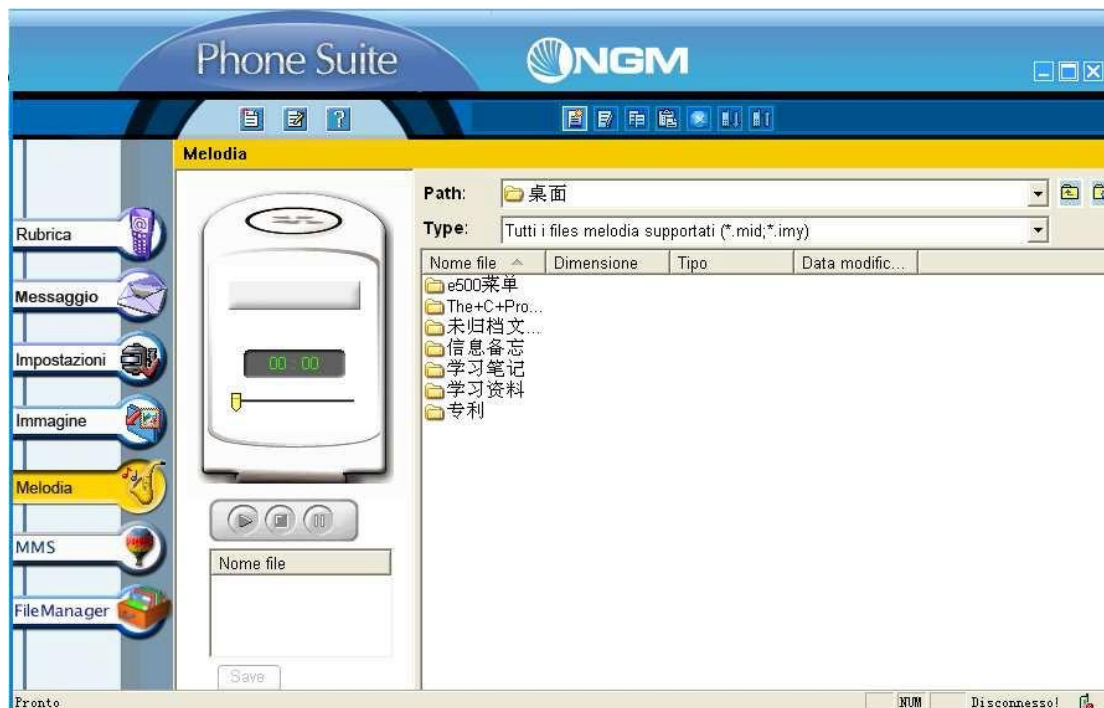 Phone Suite
NGM
Melodia
Rubrica
Messaggio
Impostazioni
Immagine
Melodia
MMS
FileManager
00:00
Nome file
Save
Path: 桌面
Type: Tutti i files melodia supportati (*.mid;*.imy)
Nome file Dimensione Tipo Data modific...
e500菜单
The+C+Pro...
未归档文...
信息备忘
学习笔记
学习资料
专利
Pronto
NUM Disconnesso!